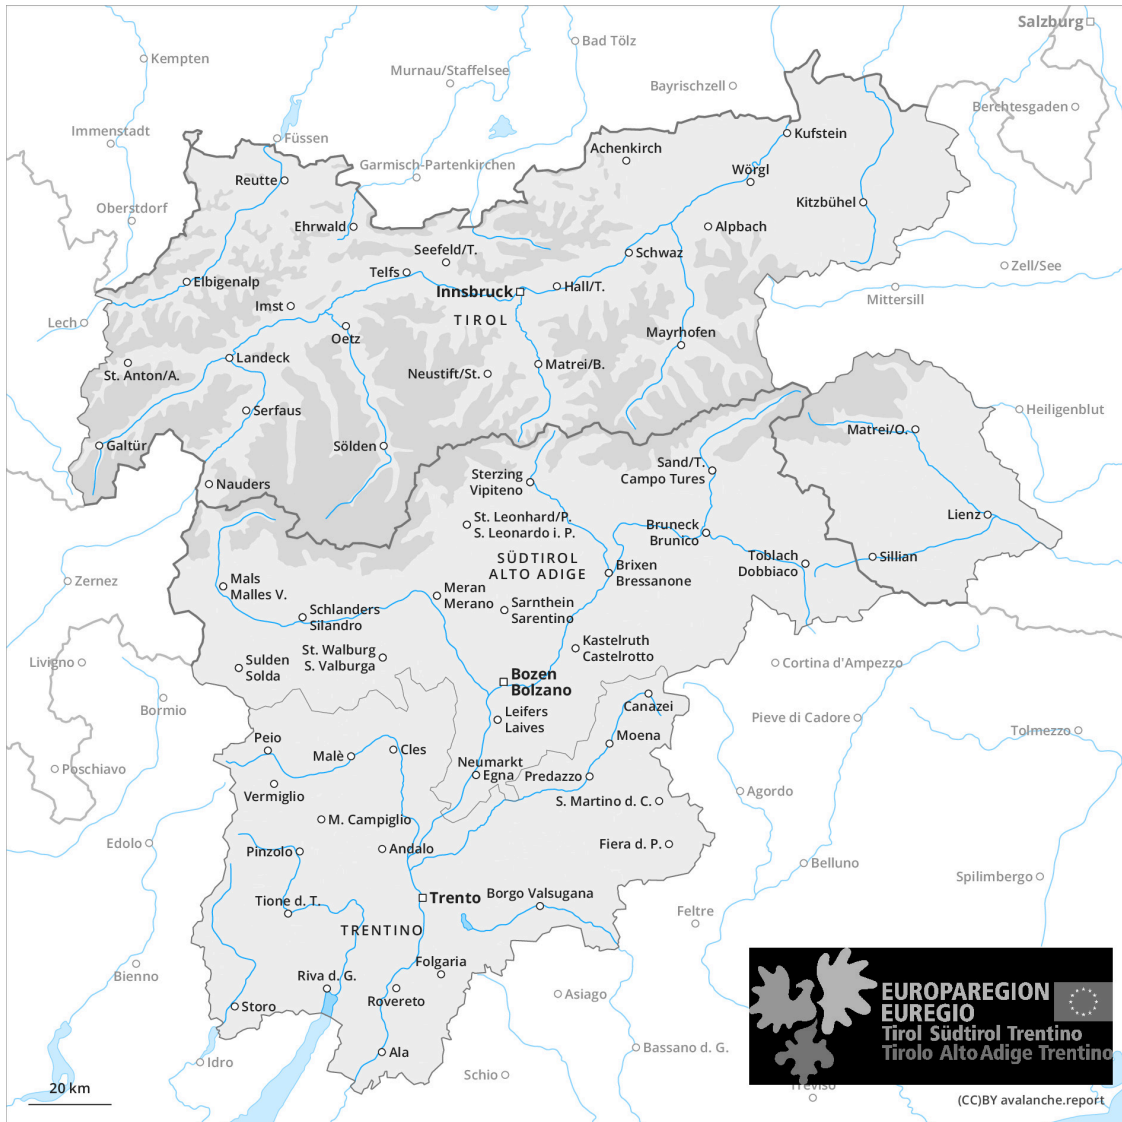 Salzburg
Bad Tölz
Kempten
Murnau/Staffelsee
Bayrischzell
Berchtesgaden
Immenstadt
Füssen
Kufstein
Achenkirch
Garmisch-Partenkirchen
Wörgl
Reutte
Kitzbühel
Oberstdorf
Ehrwald
Alpbach
Seefeld/T.
Schwaz
Telfs
Zell/See
Elbigenalp
Hall/T.
Innsbruck
Mittersill
Imst
TIROL
Lech
Oetz
Mayrhofen
Landeck
Matrei/B.
St. Anton/A.
Neustift/St.
Serfaus
Heiligenblut
Matrei/O.
Galtür
Sölden
Sand/T.
Campo Tures
Sterzing
Vipiteno
Nauders
St. Leonhard/P.
S. Leonardo i. P.
Lienz
Bruneck
Brunico
SÜDTIROL
ALTO ADIGE
Toblach
Dobbiaco
Sillian
Brixen
Bressanone
Zernez
Mals
Malles V.
Meran
Merano
Sarnthein
Sarentino
Schlanders
Silandro
Kastelruth
Castelrotto
St. Walburg
S. Valburga
Livigno
Sulden
Solda
Cortina d'Ampezzo
Bozen
Bolzano
Bormio
Canazei
Leifers
Laives
Pieve di Cadore
Tolmezzo
Moena
Peio
Malè
Cles
Neumarkt
Egna
Predazzo
Poschiavo
Vermiglio
Agordo
S. Martino d. C.
M. Campiglio
Edolo
Fiera d. P.
Pinzolo
Andalo
Belluno
Spilimbergo
Trento
Borgo Valsugana
Tione d. T.
Feltre
TRENTINO
Folgaria
Bienno
Riva d. G.
Rovereto
Asiago
Storo
EUROPAREGION
EUREGIO
Tirol Südtirol Trentino
Tirolo Alto Adige Trentino
Ala
Bassano d. G.
Idro
Schio
Treviso
20 km
(CC)BY avalanche.report